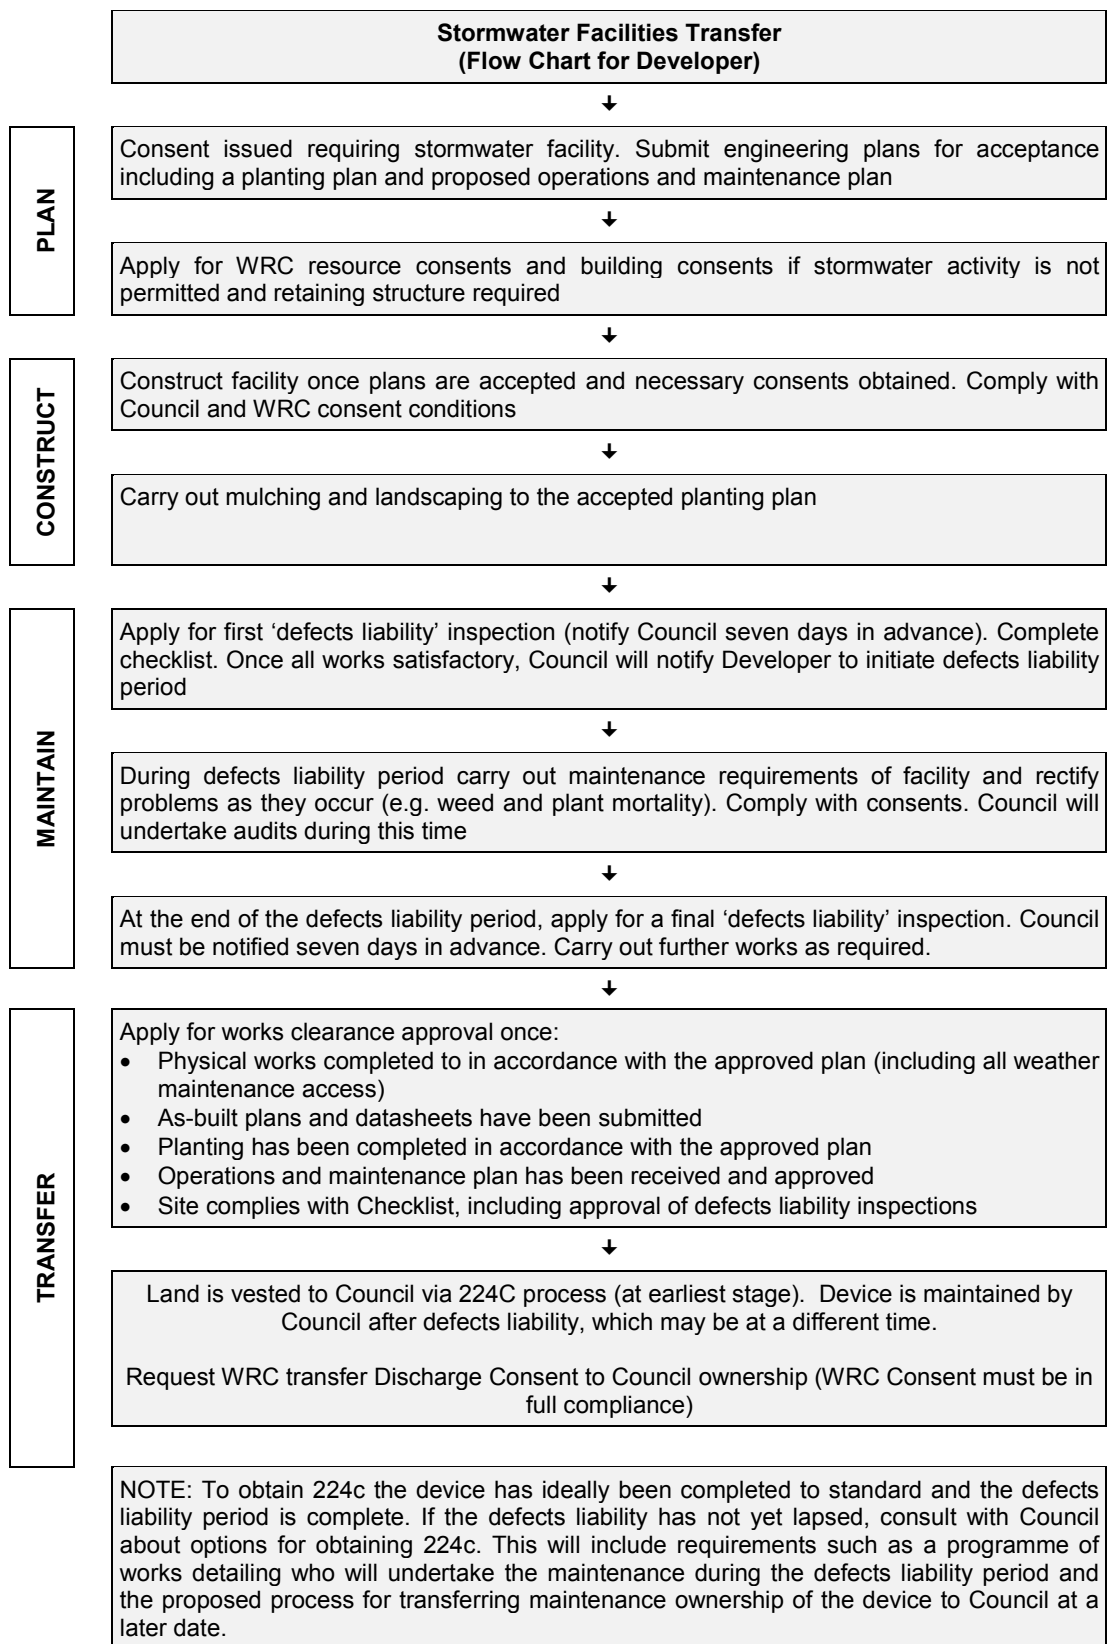 Stormwater Facilities Transfer
(Flow Chart for Developer)
PLAN
Consent issued requiring stormwater facility. Submit engineering plans for acceptance
including a planting plan and proposed operations and maintenance plan
Apply for WRC resource consents and building consents if stormwater activity is not
permitted and retaining structure required
CONSTRUCT
Construct facility once plans are accepted and necessary consents obtained. Comply with
Council and WRC consent conditions
Carry out mulching and landscaping to the accepted planting plan
MAINTAIN
Apply for first ‘defects liability’ inspection (notify Council seven days in advance). Complete
checklist. Once all works satisfactory, Council will notify Developer to initiate defects liability
period
During defects liability period carry out maintenance requirements of facility and rectify
problems as they occur (e.g. weed and plant mortality). Comply with consents. Council will
undertake audits during this time
At the end of the defects liability period, apply for a final ‘defects liability’ inspection. Council
must be notified seven days in advance. Carry out further works as required.
TRANSFER
Apply for works clearance approval once:
• Physical works completed to in accordance with the approved plan (including all weather
maintenance access)
• As-built plans and datasheets have been submitted
• Planting has been completed in accordance with the approved plan
• Operations and maintenance plan has been received and approved
• Site complies with Checklist, including approval of defects liability inspections
Land is vested to Council via 224C process (at earliest stage). Device is maintained by
Council after defects liability, which may be at a different time.
Request WRC transfer Discharge Consent to Council ownership (WRC Consent must be in
full compliance)
NOTE: To obtain 224c the device has ideally been completed to standard and the defects
liability period is complete. If the defects liability has not yet lapsed, consult with Council
about options for obtaining 224c. This will include requirements such as a programme of
works detailing who will undertake the maintenance during the defects liability period and
the proposed process for transferring maintenance ownership of the device to Council at a
later date.